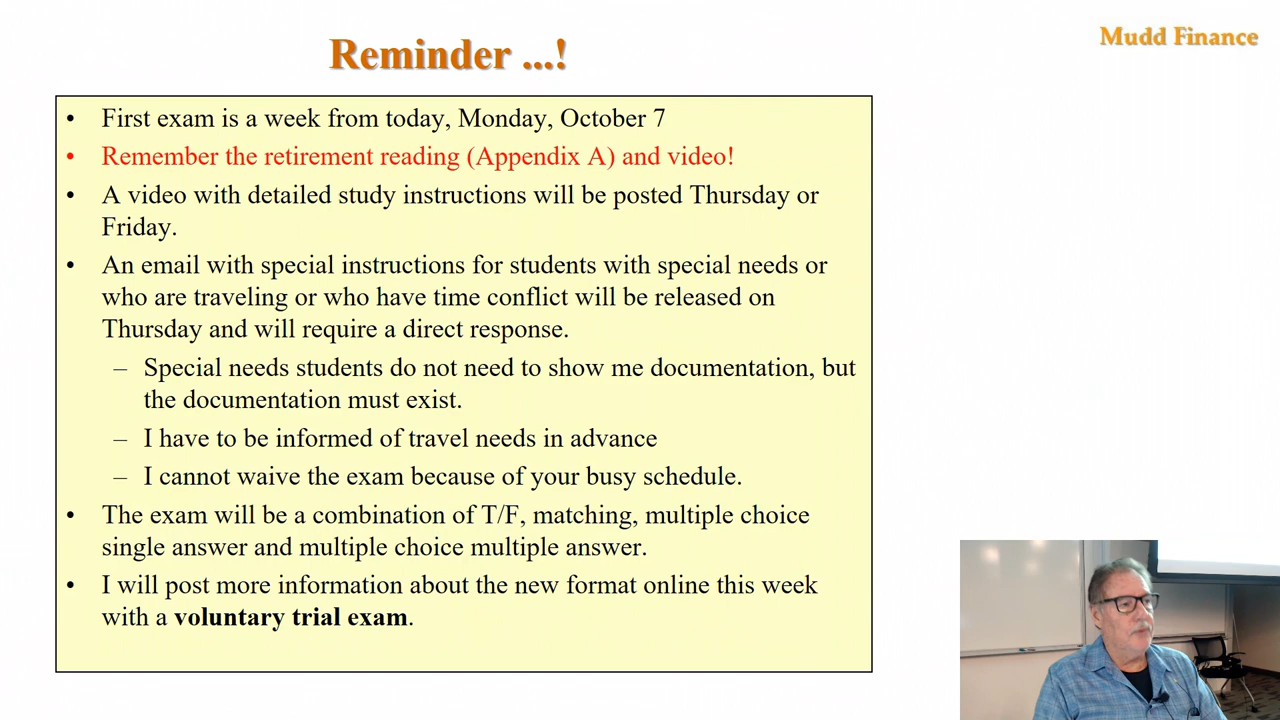 Reminder ...!
Mudd Finance
• First exam is a week from today, Monday, October 7
• Remember the retirement reading (Appendix A) and video!
• A video with detailed study instructions will be posted Thursday or
Friday.
• An email with special instructions for students with special needs or
who are traveling or who have time conflict will be released on
Thursday and will require a direct response.
– Special needs students do not need to show me documentation, but
the documentation must exist.
– I have to be informed of travel needs in advance
– I cannot waive the exam because of your busy schedule.
• The exam will be a combination of T/F, matching, multiple choice
single answer and multiple choice multiple answer.
• I will post more information about the new format online this week
with a voluntary trial exam.